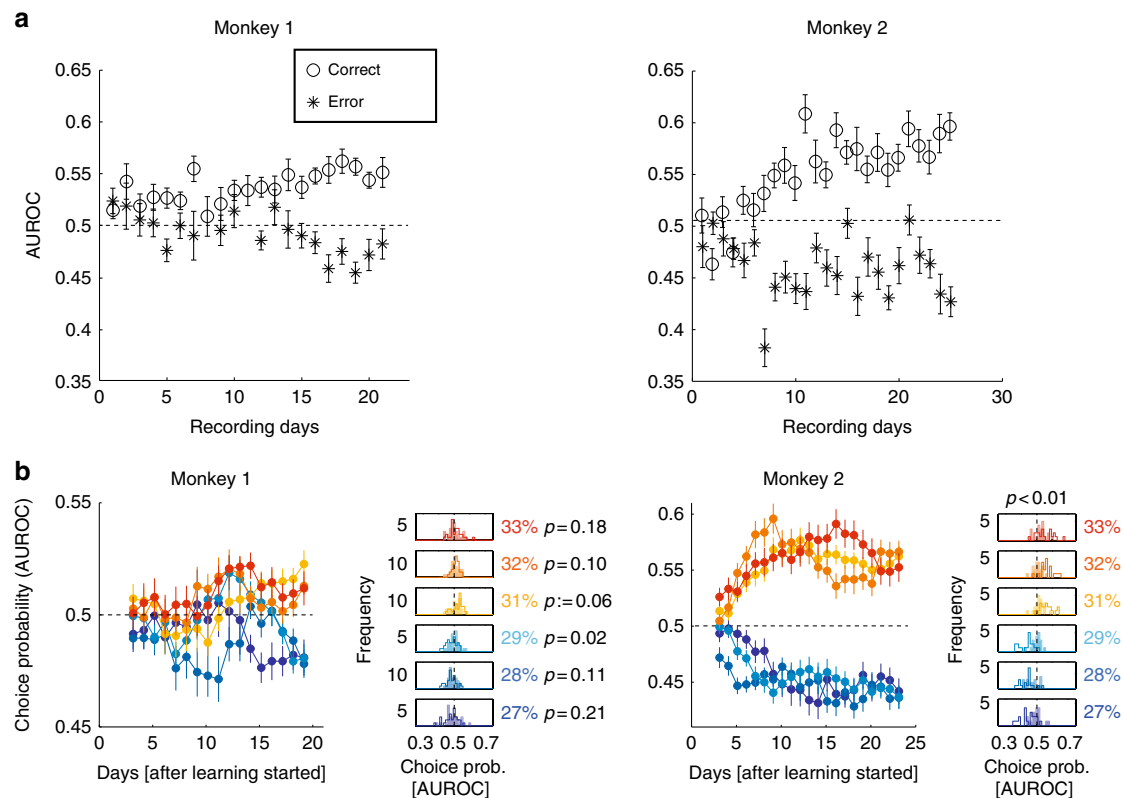 a
Monkey 1
Monkey 2
Correct
Error
0.65
0.6
0.55
0.5
0.45
0.4
0.35
AUROC
0
5
10
15
20
Recording days
0.65
0.6
0.55
0.5
0.45
0.4
0.35
0
10
20
30
Recording days
b
Monkey 1
Choice probability (AUROC)
0.55
0.5
0.45
0
5
10
15
20
Days [after learning started]
Frequency
5 33% p=0.18
10 32% p=0.10
10 31% p:=0.06
5 29% p=0.02
10 28% p=0.11
5 27% p=0.21
0.3 0.5 0.7
Choice prob.
[AUROC]
Monkey 2
0.6
0.55
0.5
0.45
0
5
10
15
20
25
Days [after learning started]
Frequency
p<0.01
5 33%
5 32%
5 31%
5 29%
5 28%
5 27%
0.3 0.5 0.7
Choice prob.
[AUROC]